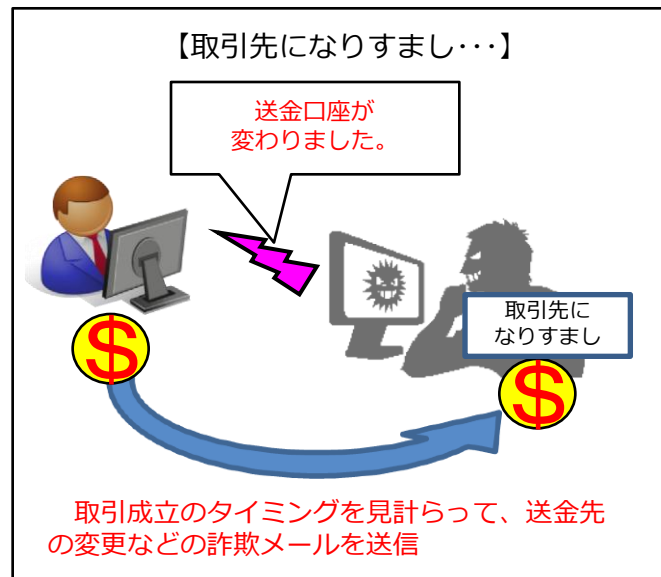 【取引先になりすまし･･･】
送金口座が
変わりました。
取引先に
なりすまし
$
$
取引成立のタイミングを見計らって、送金先
の変更などの詐欺メールを送信